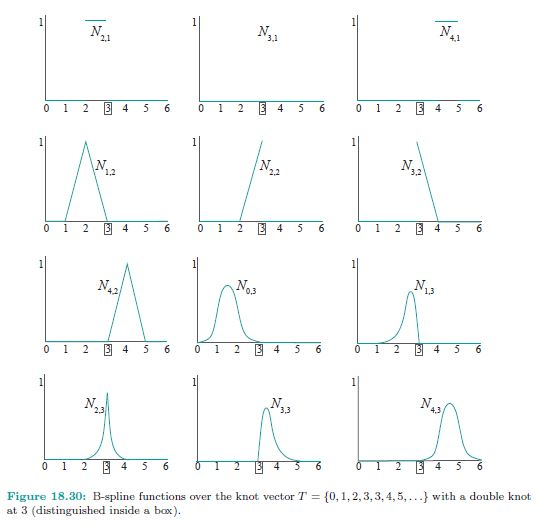 1 1 1
N2,1 N3,1 N4,1
0 1 2 3 4 5 6 0 1 2 3 4 5 6 0 1 2 3 4 5 6
1 1 1
N1,2 N2,2 N3,2
0 1 2 3 4 5 6 0 1 2 3 4 5 6 0 1 2 3 4 5 6
1 1 1
N4,2 N0,3 N1,3
0 1 2 3 4 5 6 0 1 2 3 4 5 6 0 1 2 3 4 5 6
1 1 1
N2,3 N3,3 N4,3
0 1 2 3 4 5 6 0 1 2 3 4 5 6 0 1 2 3 4 5 6
Figure 18.30: B-spline functions over the knot vector T = {0, 1, 2, 3, 3, 4, 5, . . .} with a double knot
at 3 (distinguished inside a box).